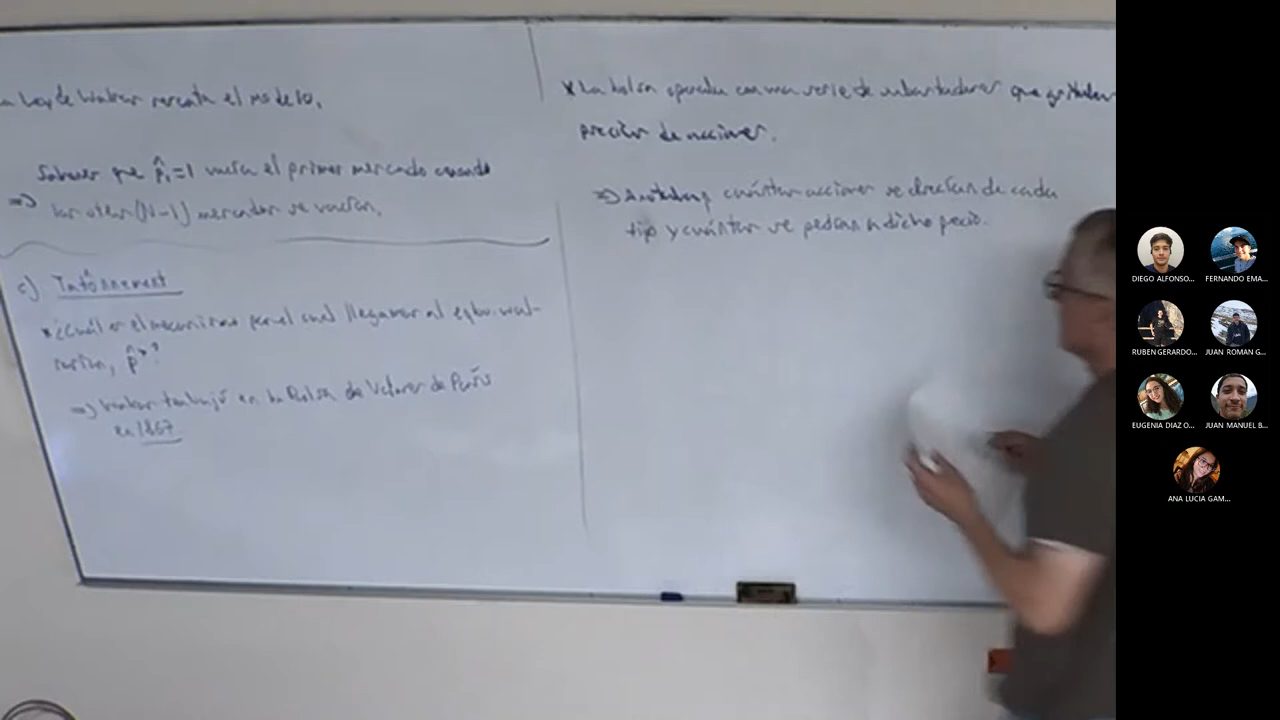 Ley de Walras rescata el modelo.
Sabemos que p̂₁=1 vacía el primer mercado cuando
⇒ los otros (N-1) mercados se vacían.
c) Tatônnement
* ¿Cuál es el mecanismo por el cual llegamos al
p̂*?
⇒ Walras trabajó en la Bolsa de Valores de París
en 1867
* La bolsa operaba con una serie de subastadores que gritaban
precios de acciones.
⇒ Anotaban cuántas acciones se ofrecían de cada
tipo y cuántas se pedían a dicho precio.
DIEGO ALFONSO...
FERNANDO EMA...
RUBEN GERARDO...
JUAN ROMAN G...
EUGENIA DIAZ O...
JUAN MANUEL B...
ANA LUCIA GAM...